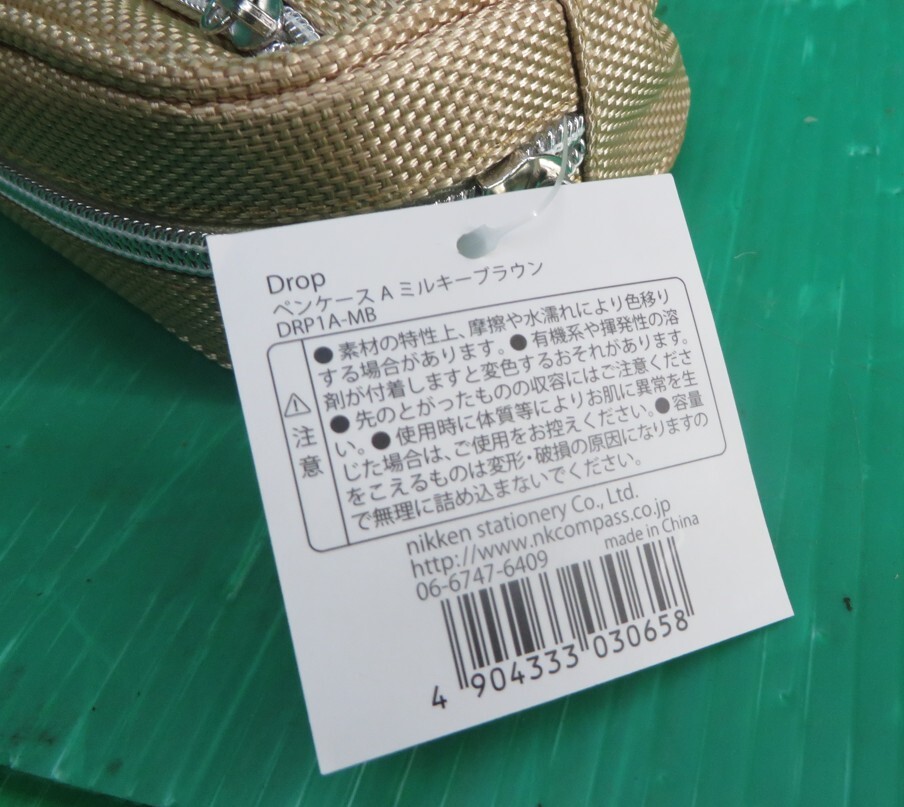 Drop
ペンケース A ミルキーブラウン
DRP1A-MB
注意
●素材の特性上、摩擦や水濡れにより色移り
する場合があります。●有機系や揮発性の溶
剤が付着しますと変色するおそれがあります。
●先のとがったものの収容にはご注意くださ
い。●使用時に体質等によりお肌に異常を生
じた場合は、ご使用をお控えください。●容量
をこえるものは変形・破損の原因になりますの
で無理に詰め込まないでください。
nikken stationery Co., Ltd.
http://www.nkcompass.co.jp
06-6747-6409
made in China
4 904333 030658